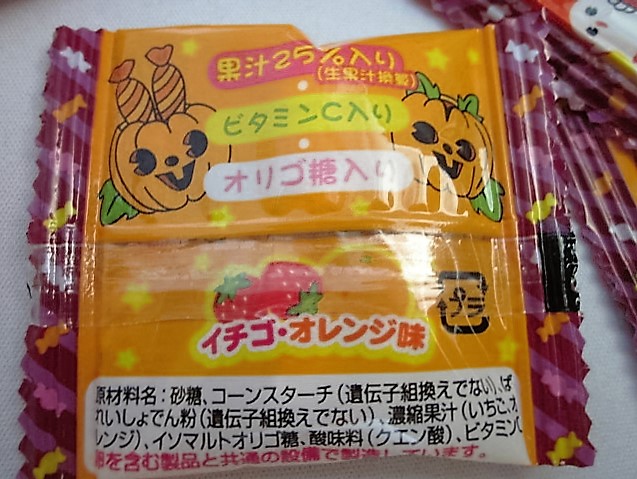 果汁25%入り
(生果汁換算)
ビタミンC入り
オリゴ糖入り
イチゴ・オレンジ味
プラ
原材料名:砂糖、コーンスターチ(遺伝子組換えでない)、ば
れいしょでん粉(遺伝子組換えでない)、濃縮果汁(いちご、オ
レンジ)、イソマルトオリゴ糖、酸味料(クエン酸)、ビタミンC
を含む製品と共通の設備で製造しています。